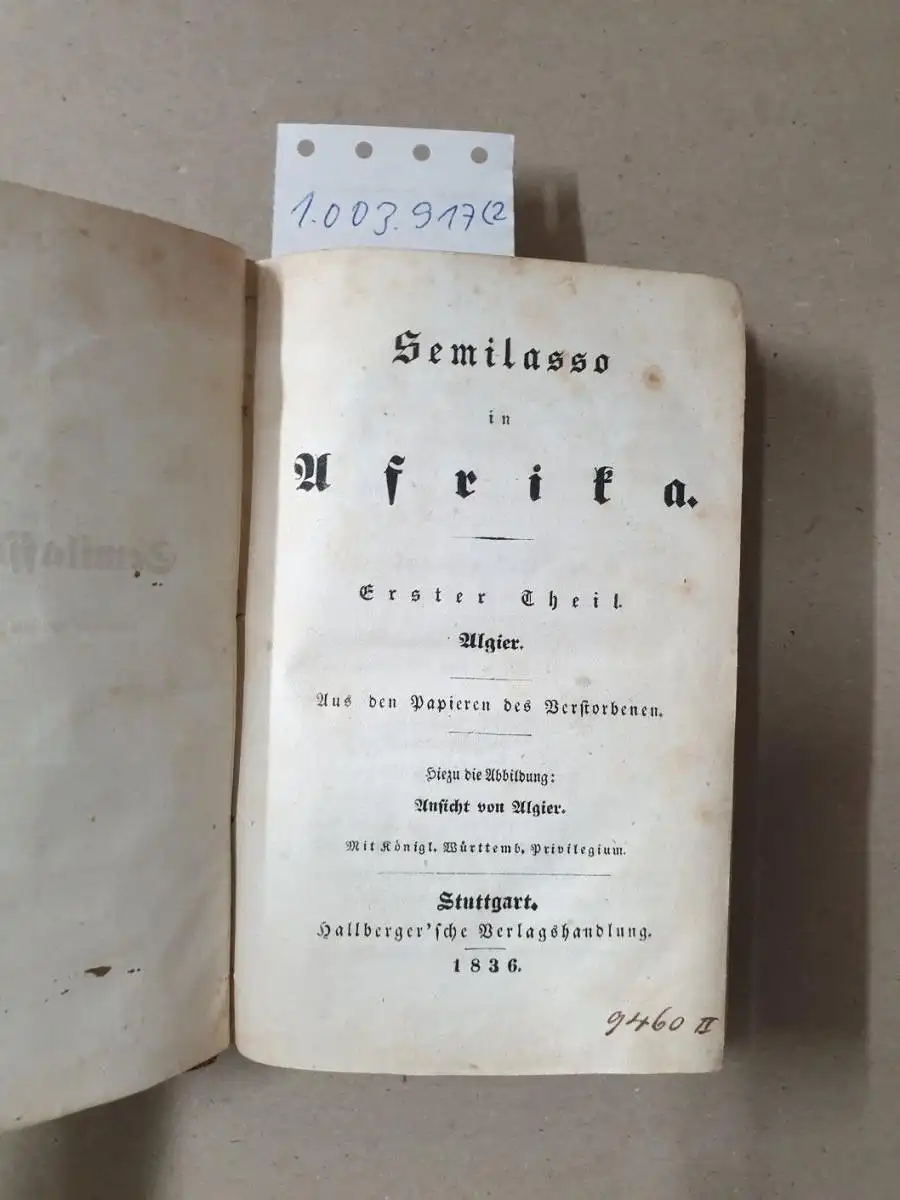 1.003.917(2
Semilasso
in
Afrika.
Erster Theil.
Algier.
Aus den Papieren des Verstorbenen.
Hiezu die Abbildung:
Ansicht von Algier.
Mit Königl. Württemb. Privilegium.
Stuttgart.
Hallberger'sche Verlagshandlung.
1836.
9460 II